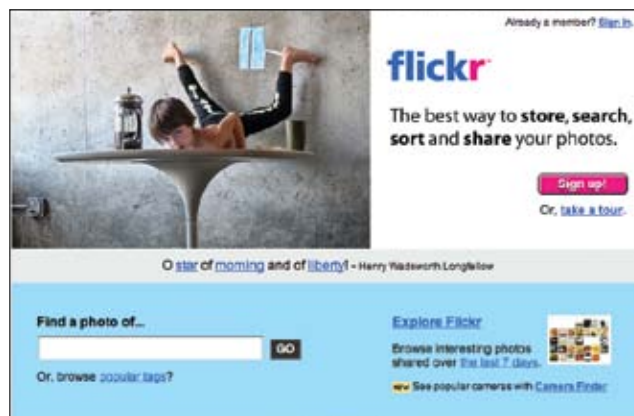 Already a member? Sign In.
flickr
The best way to store, search,
sort and share your photos.
Sign up!
Or, take a tour.
O star of morning and of liberty! - Henry Wadsworth Longfellow
Find a photo of...
GO
Or, browse popular tags?
Explore Flickr
Browse interesting photos
shared over the last 7 days.
NEW See popular cameras with Camera Finder